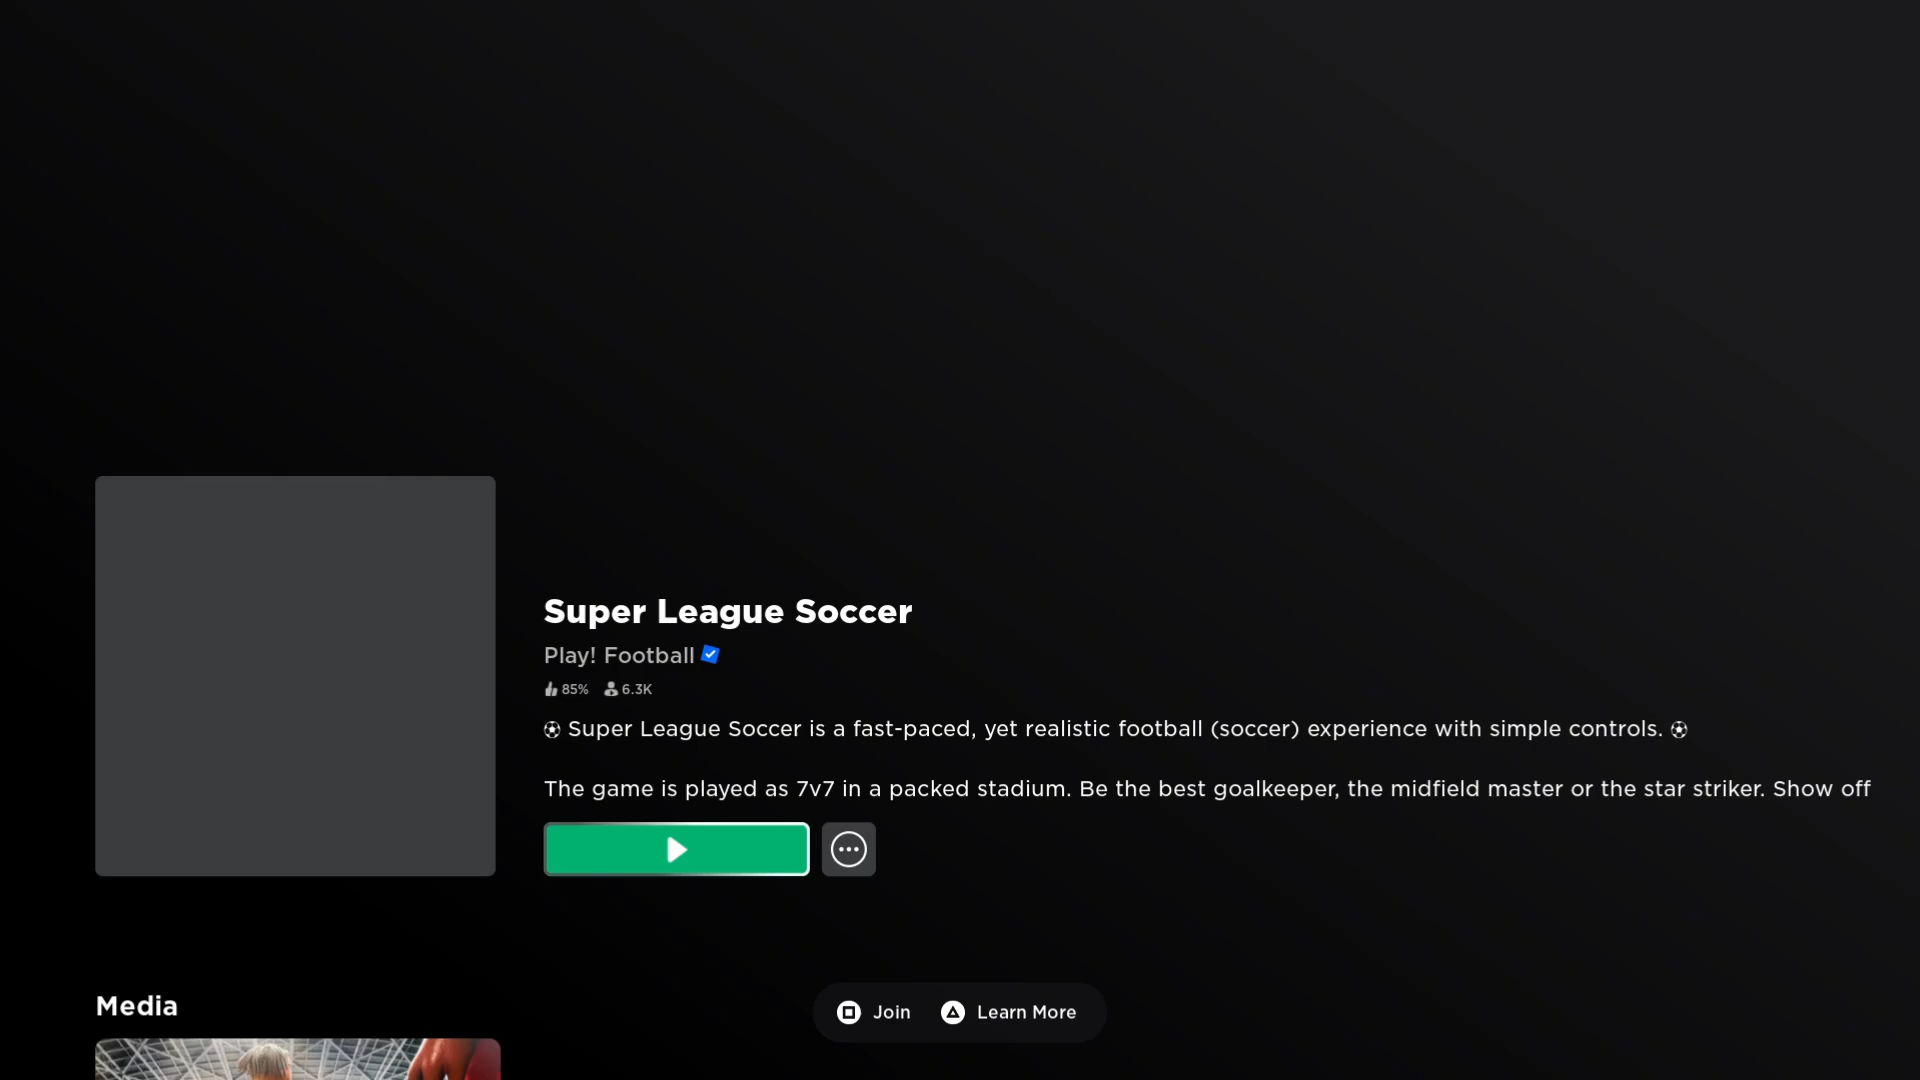 Super League Soccer
Play! Football
85% 6.3K
⚽ Super League Soccer is a fast-paced, yet realistic football (soccer) experience with simple controls. ⚽
The game is played as 7v7 in a packed stadium. Be the best goalkeeper, the midfield master or the star striker. Show off
Media
Join Learn More